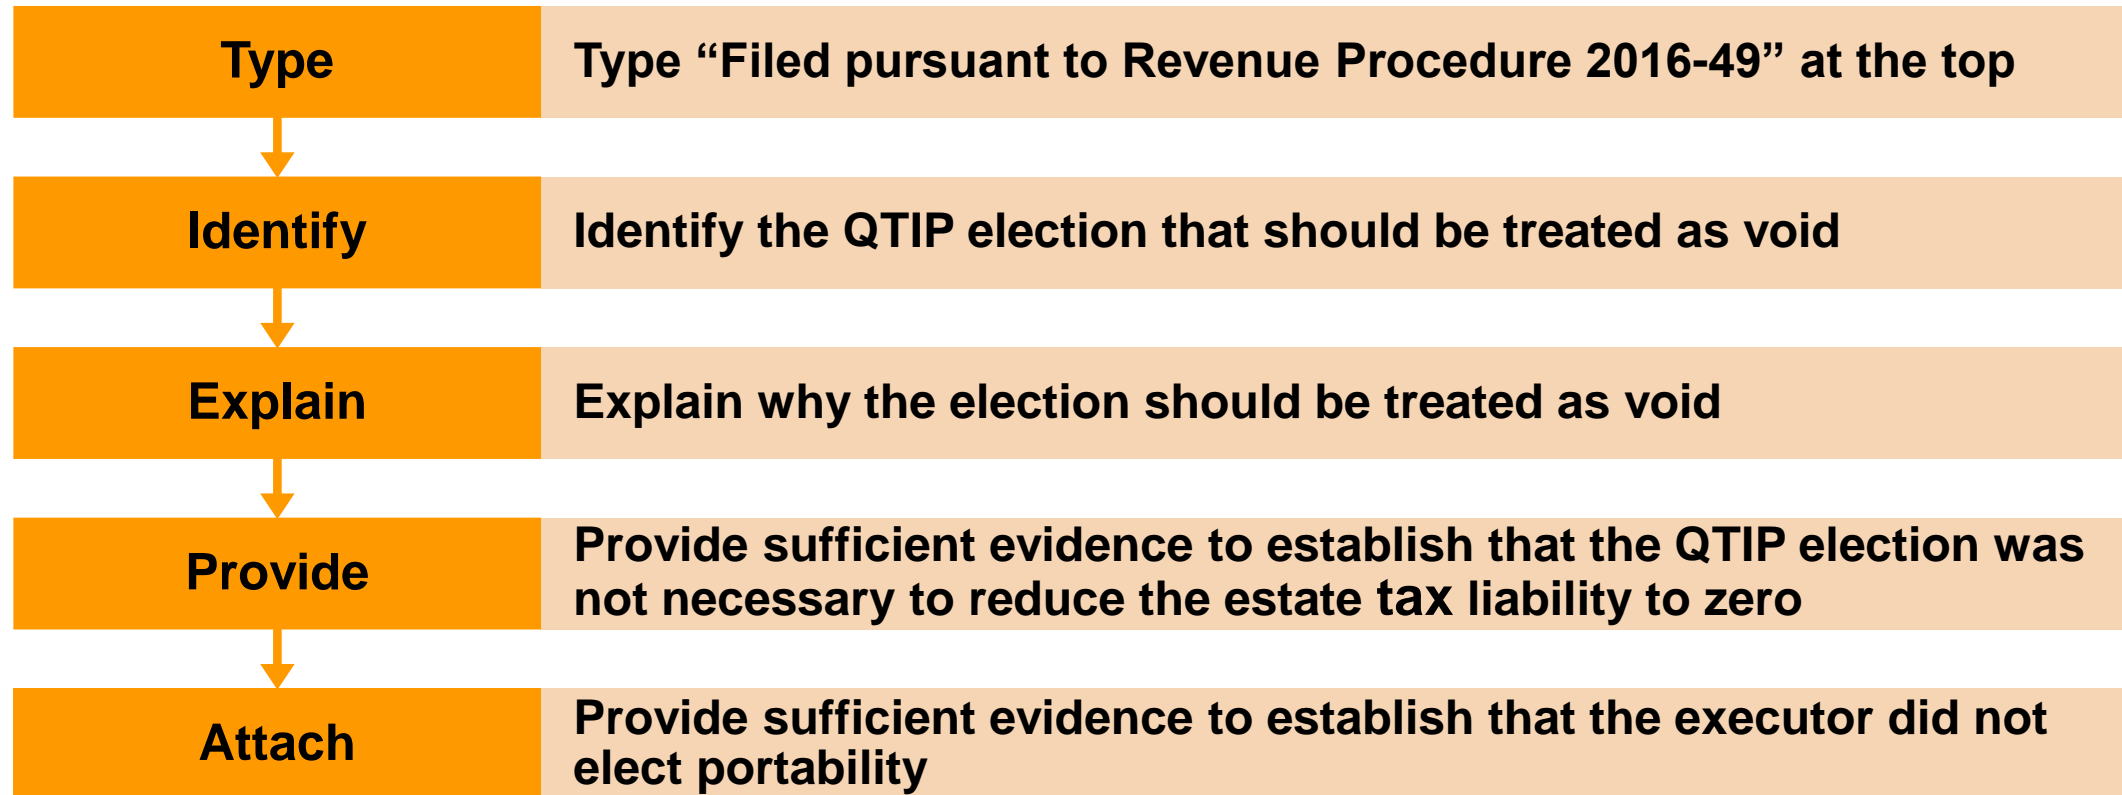 Type
Type “Filed pursuant to Revenue Procedure 2016-49” at the top
Identify
Identify the QTIP election that should be treated as void
Explain
Explain why the election should be treated as void
Provide
Provide sufficient evidence to establish that the QTIP election was
not necessary to reduce the estate tax liability to zero
Attach
Provide sufficient evidence to establish that the executor did not
elect portability